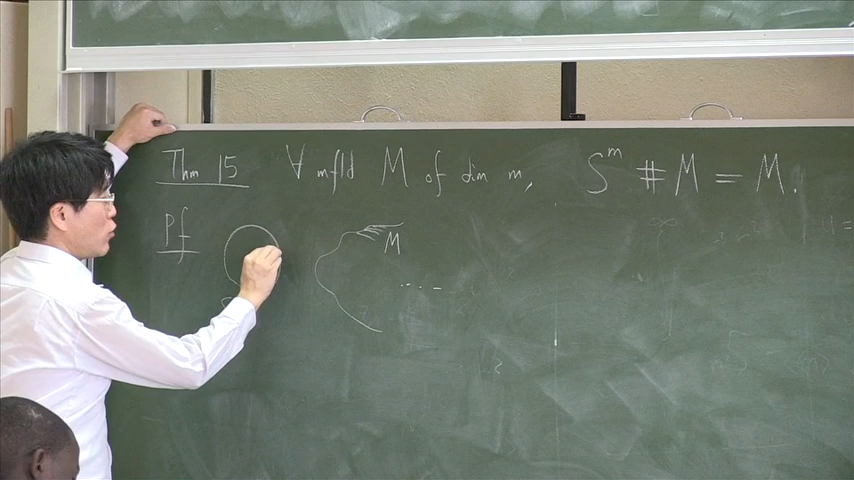 Thm 15 ∀ mfld M of dim m, S^m # M = M.
Pf
M